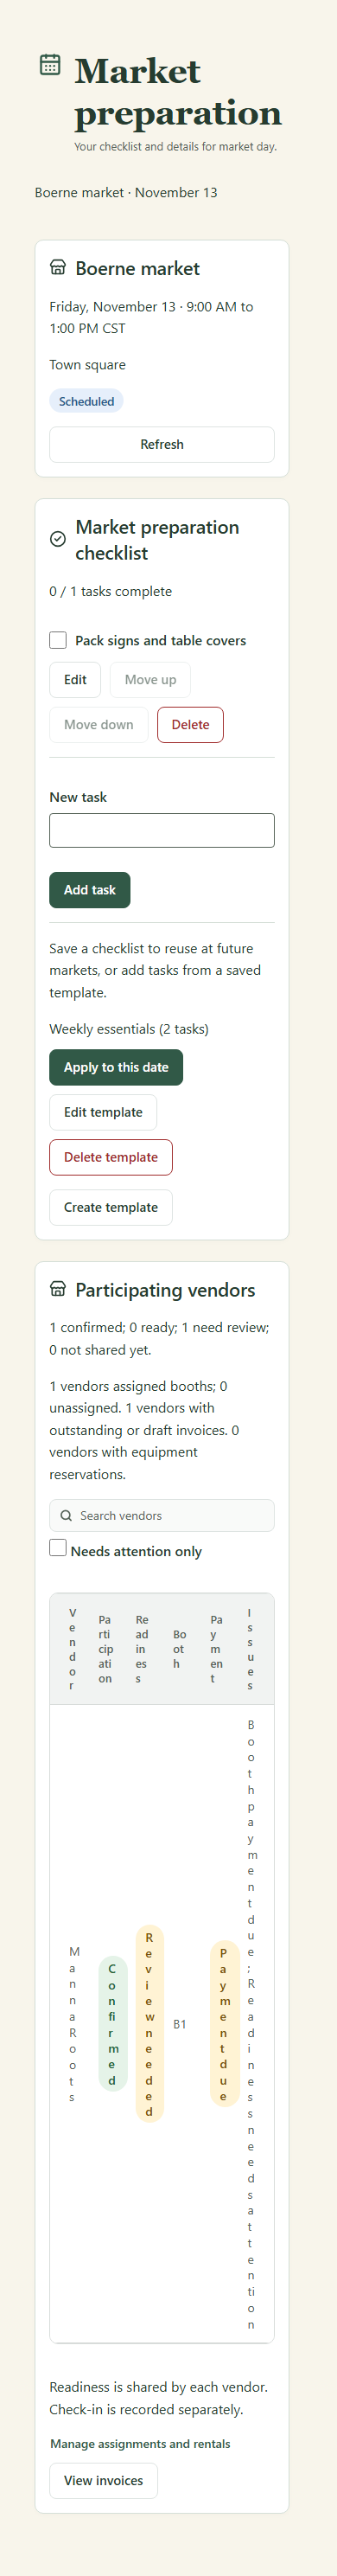 Market
preparation
Your checklist and details for market day.
Boerne market · November 13
Boerne market
Friday, November 13 · 9:00 AM to
1:00 PM CST
Town square
Scheduled
Refresh
Market preparation
checklist
0 / 1 tasks complete
Pack signs and table covers
Edit
Move up
Move down
Delete
New task
Add task
Save a checklist to reuse at future
markets, or add tasks from a saved
template.
Weekly essentials (2 tasks)
Apply to this date
Edit template
Delete template
Create template
Participating vendors
1 confirmed; 0 ready; 1 need review;
0 not shared yet.
1 vendors assigned booths; 0
unassigned. 1 vendors with
outstanding or draft invoices. 0
vendors with equipment
reservations.
Search vendors
Needs attention only
Vendor
Participation
Readiness
Booth
Payment
Issues
Manna Roots
Confirmed
Review needed
B1
Payment due
Booth payment due; Readiness needs attention
Readiness is shared by each vendor.
Check-in is recorded separately.
Manage assignments and rentals
View invoices